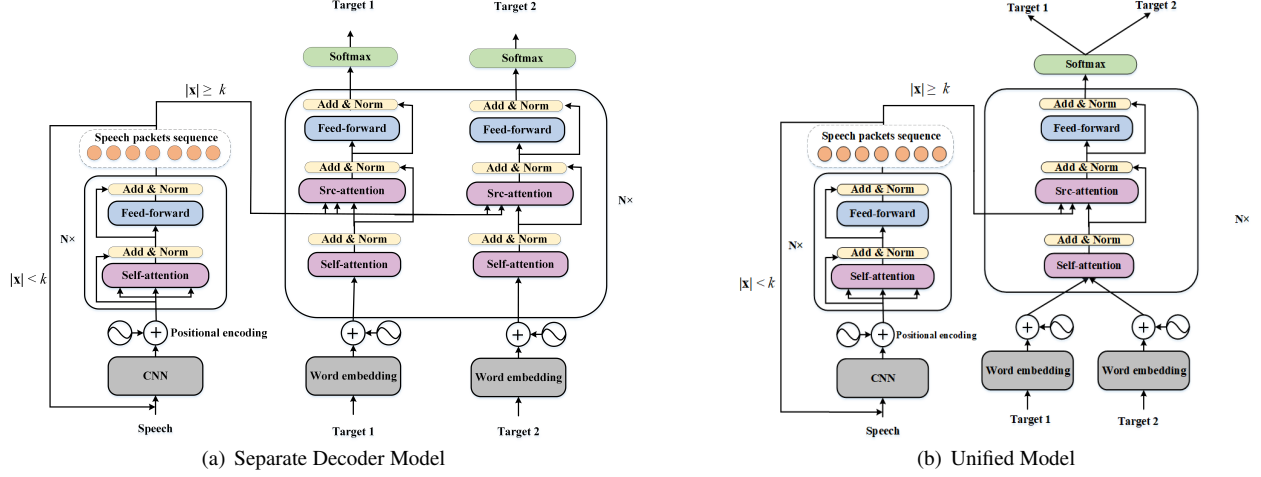 Target 1
Target 2
Softmax
Softmax
|x| ≥ k
Add & Norm
Add & Norm
Feed-forward
Feed-forward
Speech packets sequence
Add & Norm
Add & Norm
Src-attention
Src-attention
Add & Norm
Feed-forward
N×
N×
Add & Norm
Add & Norm
Add & Norm
Self-attention
Self-attention
Self-attention
|x| < k
Positional encoding
CNN
Word embedding
Word embedding
Speech
Target 1
Target 2
(a) Separate Decoder Model
Target 1
Target 2
Softmax
|x| ≥ k
Add & Norm
Feed-forward
Speech packets sequence
Add & Norm
Src-attention
Add & Norm
Feed-forward
N×
N×
Add & Norm
Add & Norm
Self-attention
Self-attention
|x| < k
Positional encoding
CNN
Word embedding
Word embedding
Speech
Target 1
Target 2
(b) Unified Model